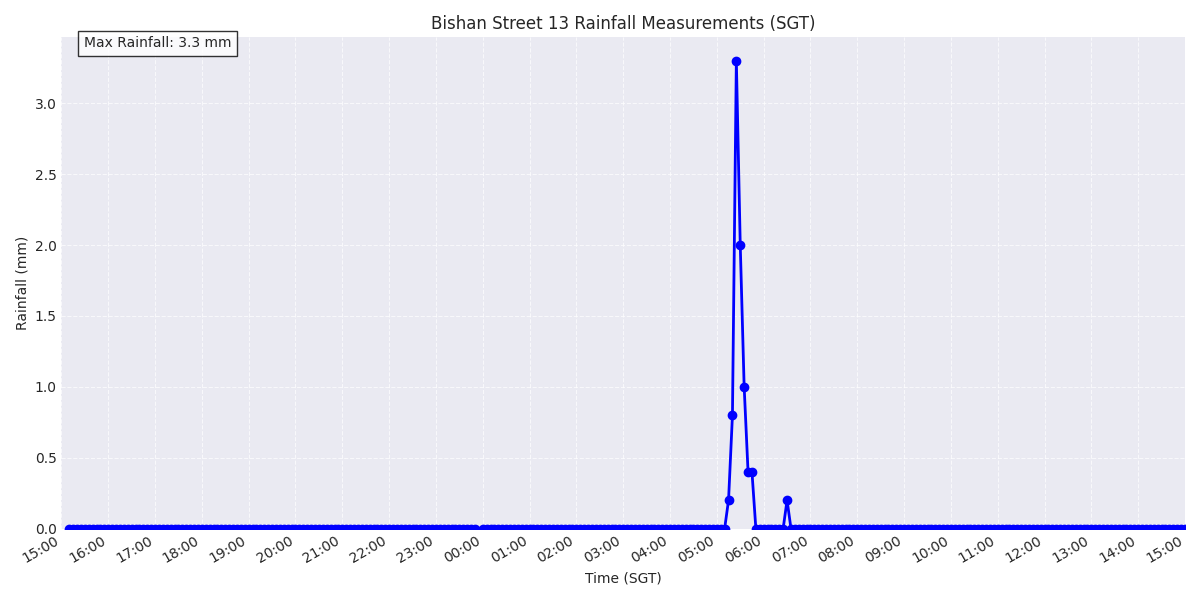 Bishan Street 13 Rainfall Measurements (SGT)
Max Rainfall: 3.3 mm
Rainfall (mm)
3.0
2.5
2.0
1.5
1.0
0.5
0.0
15:00 16:00 17:00 18:00 19:00 20:00 21:00 22:00 23:00 00:00 01:00 02:00 03:00 04:00 05:00 06:00 07:00 08:00 09:00 10:00 11:00 12:00 13:00 14:00 15:00
Time (SGT)